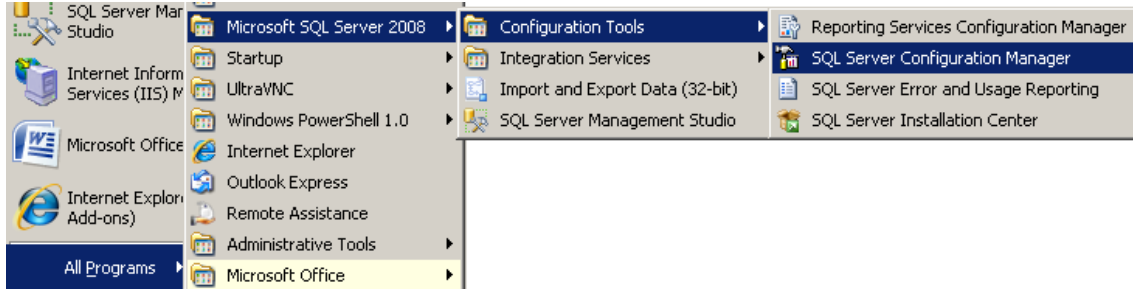 SQL Server Mar
Studio
Internet Inform
Services (IIS) M
Microsoft Office
Internet Explor
Add-ons)
All Programs
Microsoft SQL Server 2008
Startup
UltraVNC
Windows PowerShell 1.0
Internet Explorer
Outlook Express
Remote Assistance
Administrative Tools
Microsoft Office
Configuration Tools
Integration Services
Import and Export Data (32-bit)
SQL Server Management Studio
Reporting Services Configuration Manager
SQL Server Configuration Manager
SQL Server Error and Usage Reporting
SQL Server Installation Center